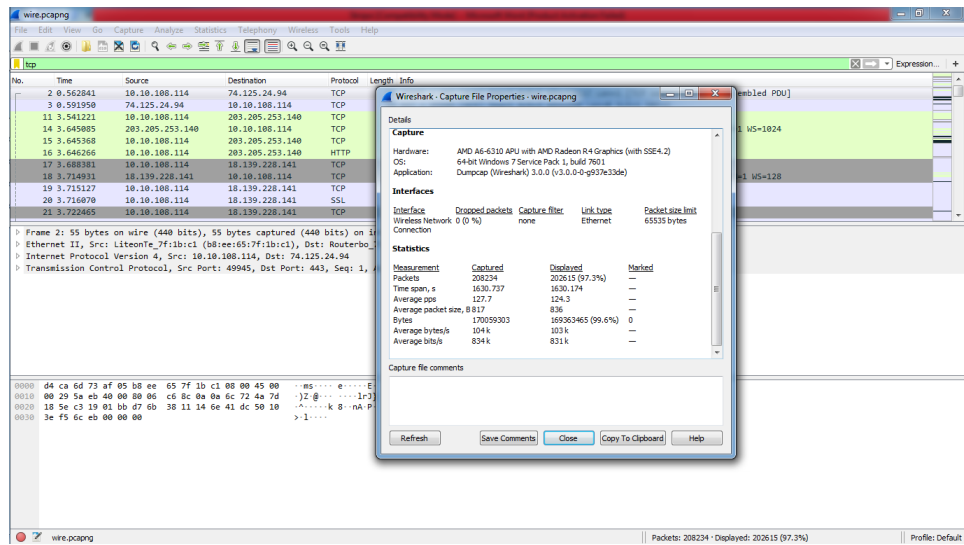 wire.pcapng
File Edit View Go Capture Analyze Statistics Telephony Wireless Tools Help
tcp
Expression... +
No. Time Source Destination Protocol Length Info
2 0.562841 10.10.108.114 74.125.24.94 TCP embled PDU]
3 0.591950 74.125.24.94 10.10.108.114 TCP
11 3.541221 10.10.108.114 203.205.253.140 TCP
14 3.645085 203.205.253.140 10.10.108.114 TCP 1 WS=1024
15 3.645368 10.10.108.114 203.205.253.140 TCP
16 3.646266 10.10.108.114 203.205.253.140 HTTP
17 3.688381 10.10.108.114 18.139.228.141 TCP
18 3.714931 18.139.228.141 10.10.108.114 TCP =1 WS=128
19 3.715127 10.10.108.114 18.139.228.141 TCP
20 3.716070 10.10.108.114 18.139.228.141 SSL
21 3.722465 10.10.108.114 18.139.228.141 TCP
Frame 2: 55 bytes on wire (440 bits), 55 bytes captured (440 bits) on i
Ethernet II, Src: LiteonTe_7f:1b:c1 (b8:ee:65:7f:1b:c1), Dst: Routerbo_
Internet Protocol Version 4, Src: 10.10.108.114, Dst: 74.125.24.94
Transmission Control Protocol, Src Port: 49945, Dst Port: 443, Seq: 1,
Wireshark · Capture File Properties · wire.pcapng
Details
Capture
Hardware: AMD A6-6310 APU with AMD Radeon R4 Graphics (with SSE4.2)
OS: 64-bit Windows 7 Service Pack 1, build 7601
Application: Dumpcap (Wireshark) 3.0.0 (v3.0.0-0-g937e33de)
Interfaces
Interface Dropped packets Capture filter Link type Packet size limit
Wireless Network Connection 0 (0 %) none Ethernet 65535 bytes
Statistics
Measurement Captured Displayed Marked
Packets 208234 202615 (97.3%) —
Time span, s 1630.737 1630.174 —
Average pps 127.7 124.3 —
Average packet size, B 817 836 —
Bytes 170059303 169363465 (99.6%) 0
Average bytes/s 104 k 103 k —
Average bits/s 834 k 831 k —
Capture file comments
Refresh Save Comments Close Copy To Clipboard Help
0000 d4 ca 6d 73 af 05 b8 ee 65 7f 1b c1 08 00 45 00 ··ms···· e·····E·
0010 00 29 5a eb 40 00 80 06 c6 8c 0a 0a 6c 72 4a 7d ·)Z·@··· ····lrJ}
0020 18 5e c3 19 01 bb d7 6b 38 11 14 6e 41 dc 50 10 ·^·····k 8··nA·P·
0030 3e f5 6c eb 00 00 00 >·l····
wire.pcapng
Packets: 208234 · Displayed: 202615 (97.3%)
Profile: Default